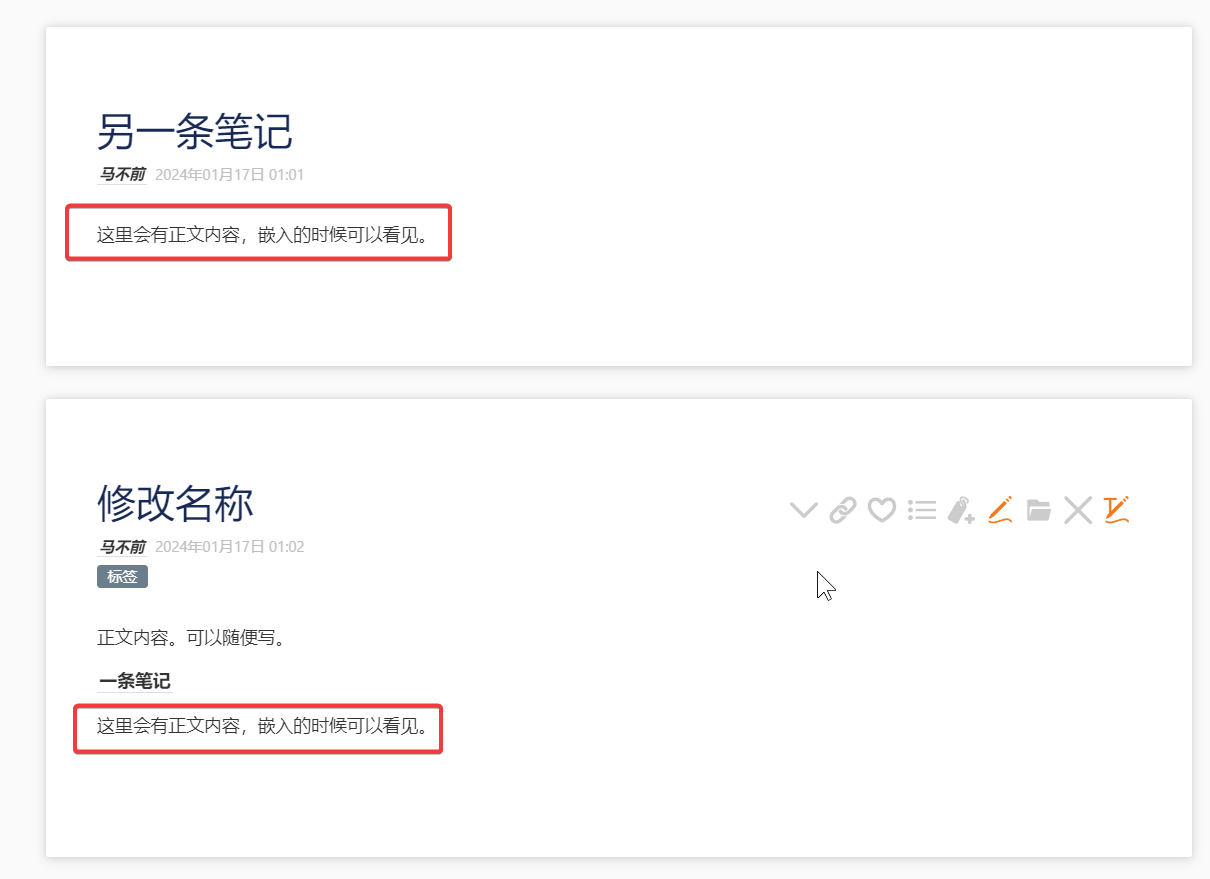 另一条笔记
马不前 2024年01月17日 01:01
这里会有正文内容，嵌入的时候可以看见。
修改名称
马不前 2024年01月17日 01:02
标签
正文内容。可以随便写。
一条笔记
这里会有正文内容，嵌入的时候可以看见。